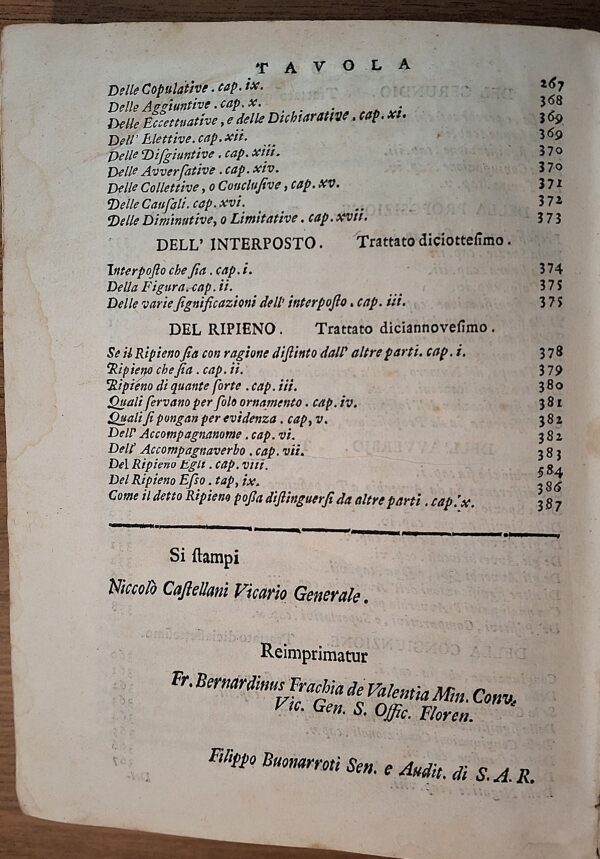 TAVOLA
Delle Copulative . cap. ix. 267
Delle Aggiuntive . cap. x. 368
Delle Eccettuative , e delle Dichiarative . cap. xi. 369
Dell' Elettive . cap. xii. 369
Delle Diſgiuntive . cap. xiii. 370
Delle Avverſative . cap. xiv. 370
Delle Collettive , o Concluſive , cap. xv. 371
Delle Cauſali . cap. xvi. 372
Delle Diminutive , o Limitative . cap. xvii. 373
DELL' INTERPOSTO. Trattato diciotteſimo.
Interpoſto che ſia . cap. i. 374
Della Figura . cap. ii. 375
Delle varie ſignificazioni dell' interpoſto . cap. iii. 375
DEL RIPIENO. Trattato diciannoveſimo.
Se il Ripieno ſia con ragione diſtinto dall' altre parti. cap. i. 378
Ripieno che ſia . cap. ii. 379
Ripieno di quante ſorte . cap. iii. 380
Quali ſervano per ſolo ornamento . cap. iv. 381
Quali ſi pongan per evidenza . cap, v. 382
Dell' Accompagnanome . cap. vi. 382
Dell' Accompagnaverbo . cap. vii. 383
Del Ripieno Egli . cap. viii. 584
Del Ripieno Eſſo . tap, ix. 386
Come il detto Ripieno poſſa diſtinguerſi da altre parti . cap. x. 387
Si ſtampi
Niccolò Caſtellani Vicario Generale .
Reimprimatur
Fr. Bernardinus Frachia de Valentia Min. Conv.
Vic. Gen. S. Offic. Floren.
Filippo Buonarroti Sen. e Audit. di S. A. R.